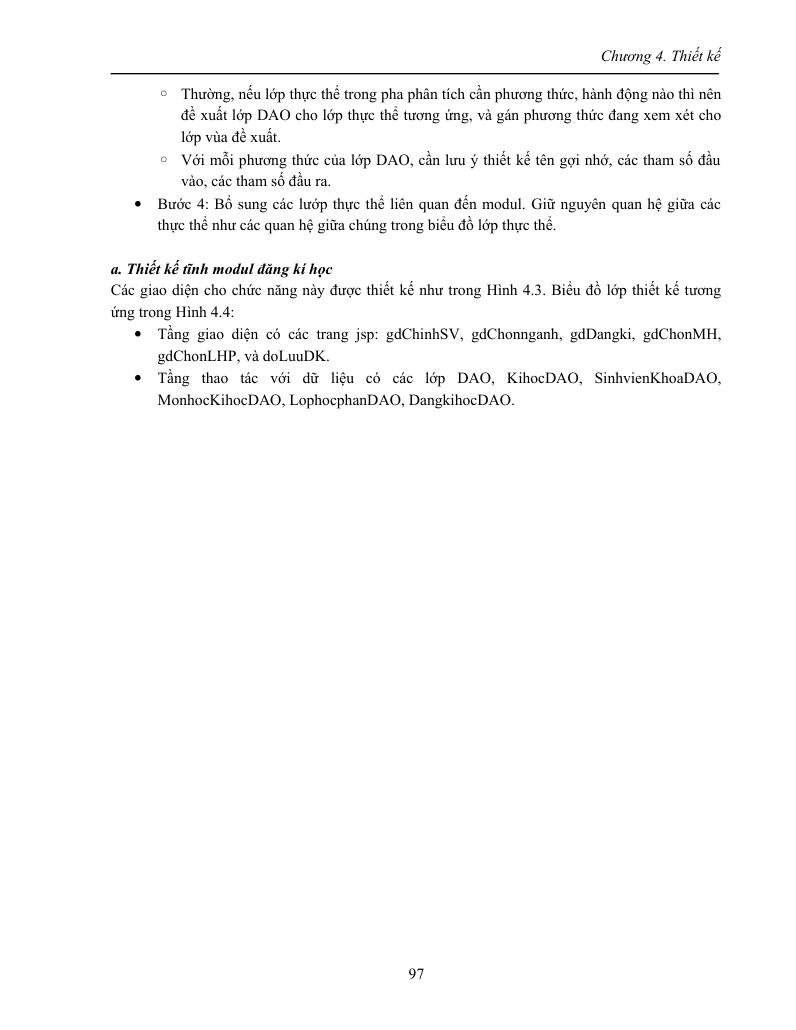 Chương 4. Thiết kế
○ Thường, nếu lớp thực thể trong pha phân tích cần phương thức, hành động nào thì nên
đề xuất lớp DAO cho lớp thực thể tương ứng, và gán phương thức đang xem xét cho
lớp vùa đề xuất.
○ Với mỗi phương thức của lớp DAO, cần lưu ý thiết kế tên gợi nhớ, các tham số đầu
vào, các tham số đầu ra.
• Bước 4: Bổ sung các lướp thực thể liên quan đến modul. Giữ nguyên quan hệ giữa các
thực thể như các quan hệ giữa chúng trong biểu đồ lớp thực thể.
a. Thiết kế tĩnh modul đăng kí học
Các giao diện cho chức năng này được thiết kế như trong Hình 4.3. Biểu đồ lớp thiết kế tương
ứng trong Hình 4.4:
• Tầng giao diện có các trang jsp: gdChinhSV, gdChonnganh, gdDangki, gdChonMH,
gdChonLHP, và doLuuDK.
• Tầng thao tác với dữ liệu có các lớp DAO, KihocDAO, SinhvienKhoaDAO,
MonhocKihocDAO, LophocphanDAO, DangkihocDAO.
97